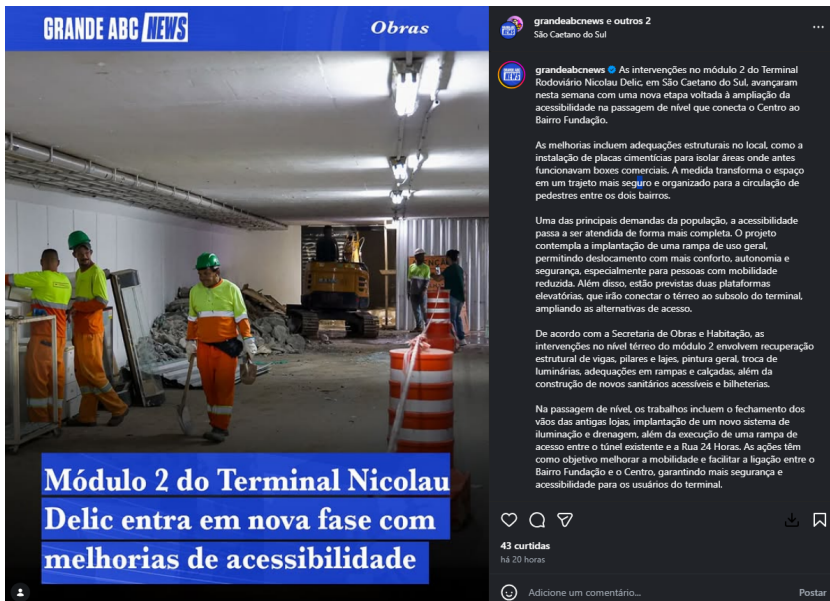 GRANDE ABC NEWS
Obras
Módulo 2 do Terminal Nicolau
Delic entra em nova fase com
melhorias de acessibilidade
grandeabcnews e outros 2
São Caetano do Sul
grandeabcnews As intervenções no módulo 2 do Terminal
Rodoviário Nicolau Delic, em São Caetano do Sul, avançaram
nesta semana com uma nova etapa voltada à ampliação da
acessibilidade na passagem de nível que conecta o Centro ao
Bairro Fundação.
As melhorias incluem adequações estruturais no local, como a
instalação de placas cimentícias para isolar áreas onde antes
funcionavam boxes comerciais. A medida transforma o espaço
em um trajeto mais seguro e organizado para a circulação de
pedestres entre os dois bairros.
Uma das principais demandas da população, a acessibilidade
passa a ser atendida de forma mais completa. O projeto
contempla a implantação de uma rampa de uso geral,
permitindo deslocamento com mais conforto, autonomia e
segurança, especialmente para pessoas com mobilidade
reduzida. Além disso, estão previstas duas plataformas
elevatórias, que irão conectar o térreo ao subsolo do terminal,
ampliando as alternativas de acesso.
De acordo com a Secretaria de Obras e Habitação, as
intervenções no nível térreo do módulo 2 envolvem recuperação
estrutural de vigas, pilares e lajes, pintura geral, troca de
luminárias, adequações em rampas e calçadas, além da
construção de novos sanitários acessíveis e bilheterias.
Na passagem de nível, os trabalhos incluem o fechamento dos
vãos das antigas lojas, implantação de um novo sistema de
iluminação e drenagem, além da execução de uma rampa de
acesso entre o túnel existente e a Rua 24 Horas. As ações têm
como objetivo melhorar a mobilidade e facilitar a ligação entre o
Bairro Fundação e o Centro, garantindo mais segurança e
acessibilidade para os usuários do terminal.
43 curtidas
há 20 horas
Adicione um comentário...
Postar